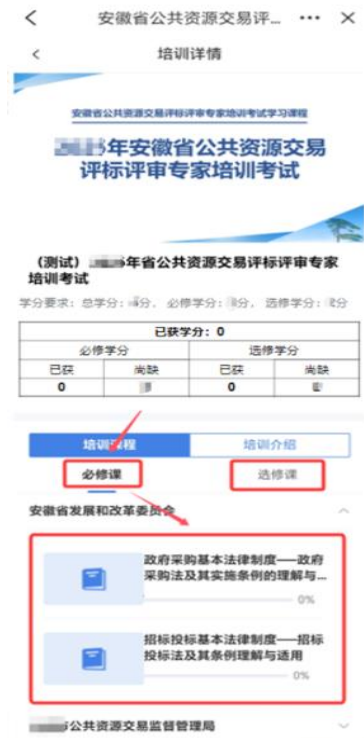 安徽省公共资源交易评...
培训详情
安徽省公共资源交易评标评审专家培训考试学习课程
年安徽省公共资源交易
评标评审专家培训考试
(测试) 年省公共资源交易评标评审专家
培训考试
学分要求：总学分： 分、必修学分： 分、选修学分： 分
已获学分：0
必修学分 选修学分
已获 尚缺 已获 尚缺
0 0
培训课程 培训介绍
必修课 选修课
安徽省发展和改革委员会
政府采购基本法律制度——政府
采购法及其实施条例的理解与...
0%
招标投标基本法律制度——招标
投标法及其条例理解与适用
0%
公共资源交易监督管理局